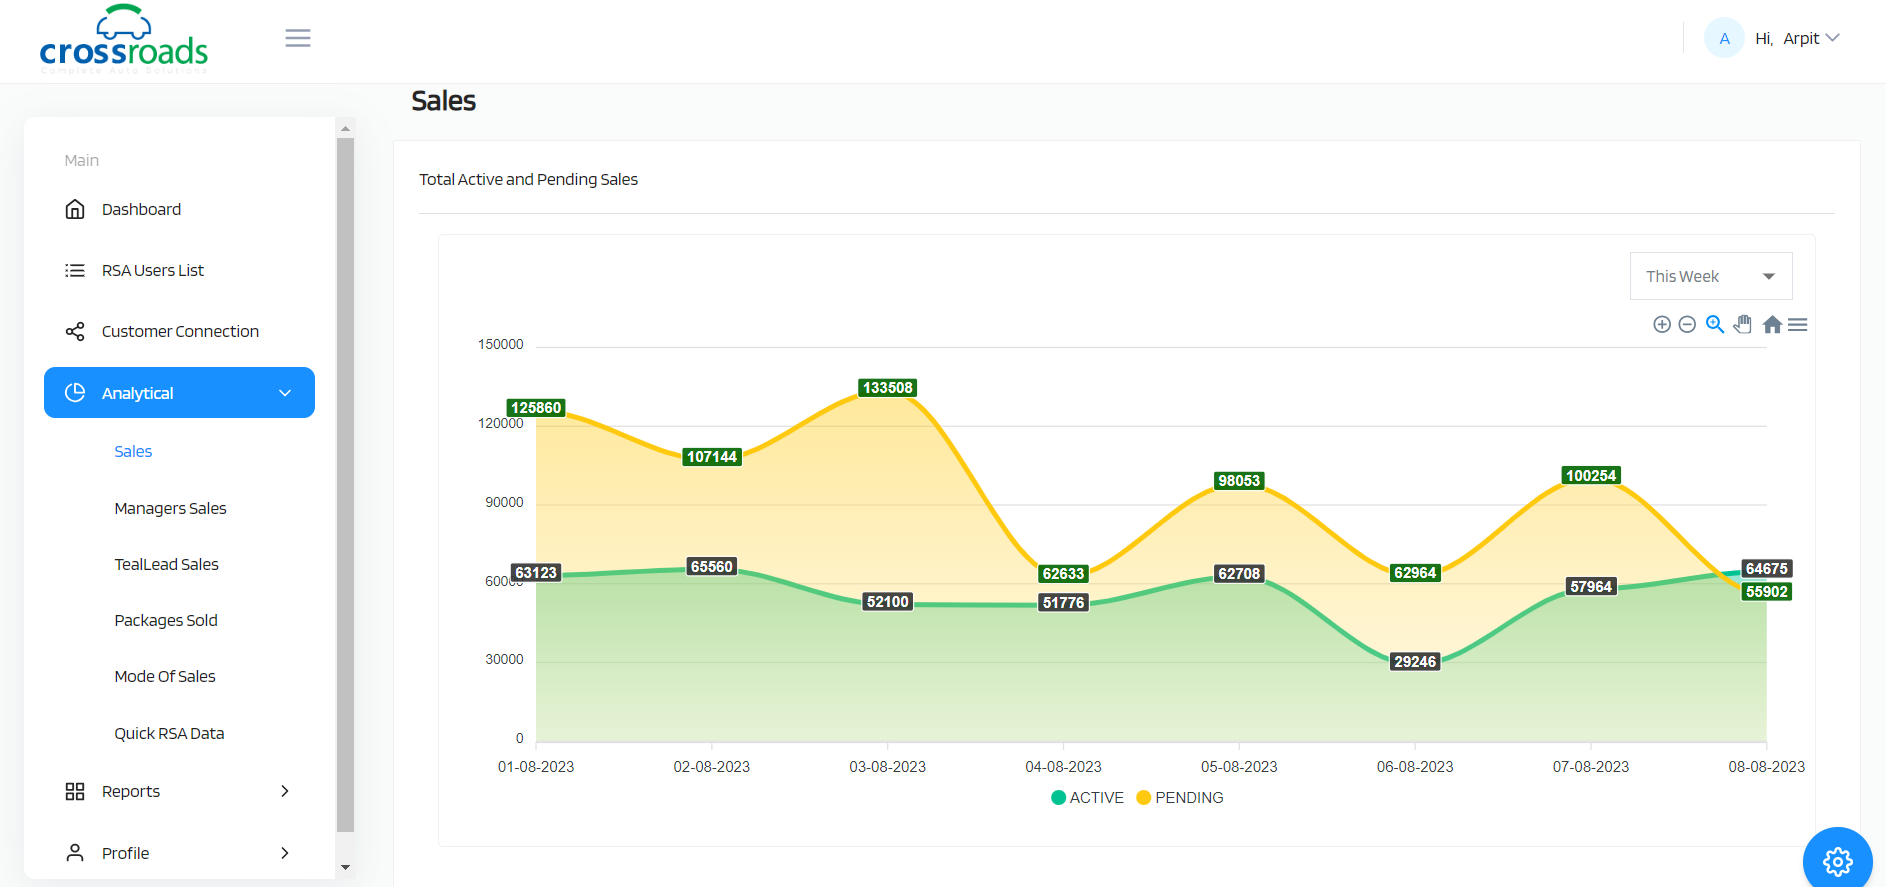 crossroads
Complete Auto Solutions
A
Hi, Arpit
Sales
Main
Dashboard
RSA Users List
Customer Connection
Analytical
Sales
Managers Sales
TealLead Sales
Packages Sold
Mode Of Sales
Quick RSA Data
Reports
Profile
Total Active and Pending Sales
This Week
150000
120000
90000
60000
30000
0
125860
107144
133508
62633
98053
62964
100254
55902
63123
65560
52100
51776
62708
29246
57964
64675
01-08-2023
02-08-2023
03-08-2023
04-08-2023
05-08-2023
06-08-2023
07-08-2023
08-08-2023
ACTIVE
PENDING